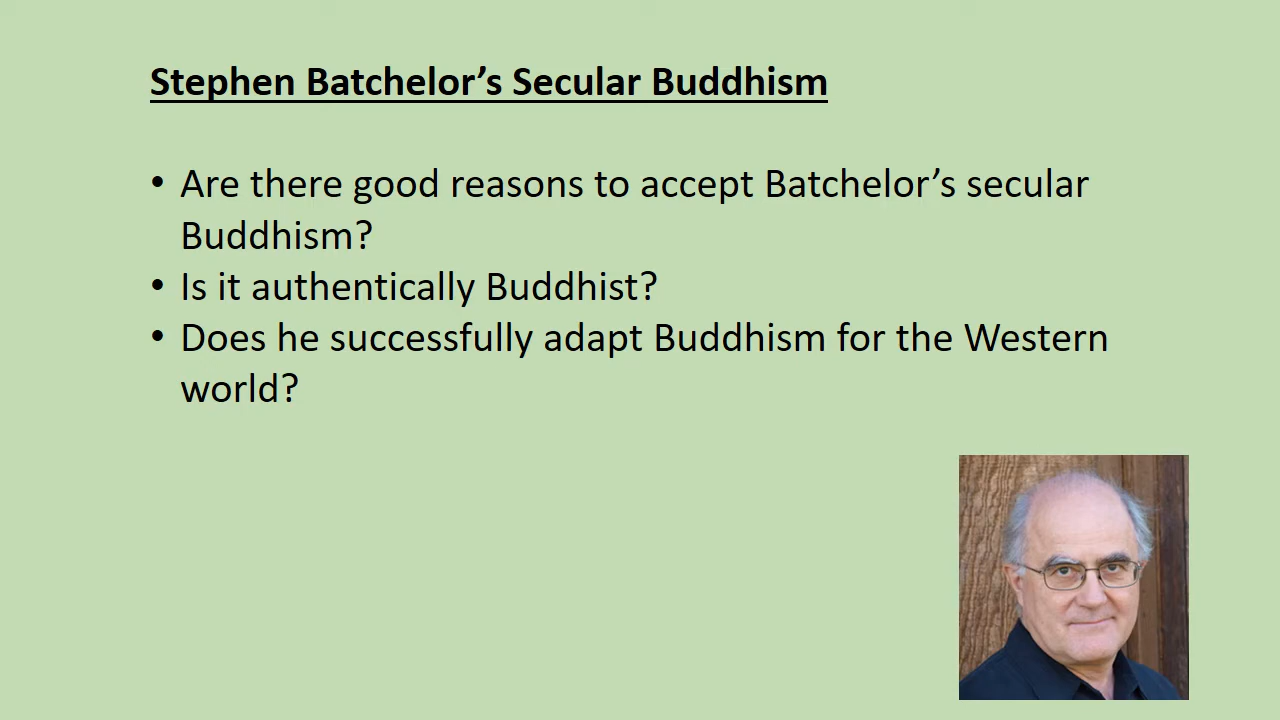 Stephen Batchelor’s Secular Buddhism
• Are there good reasons to accept Batchelor’s secular
Buddhism?
• Is it authentically Buddhist?
• Does he successfully adapt Buddhism for the Western
world?